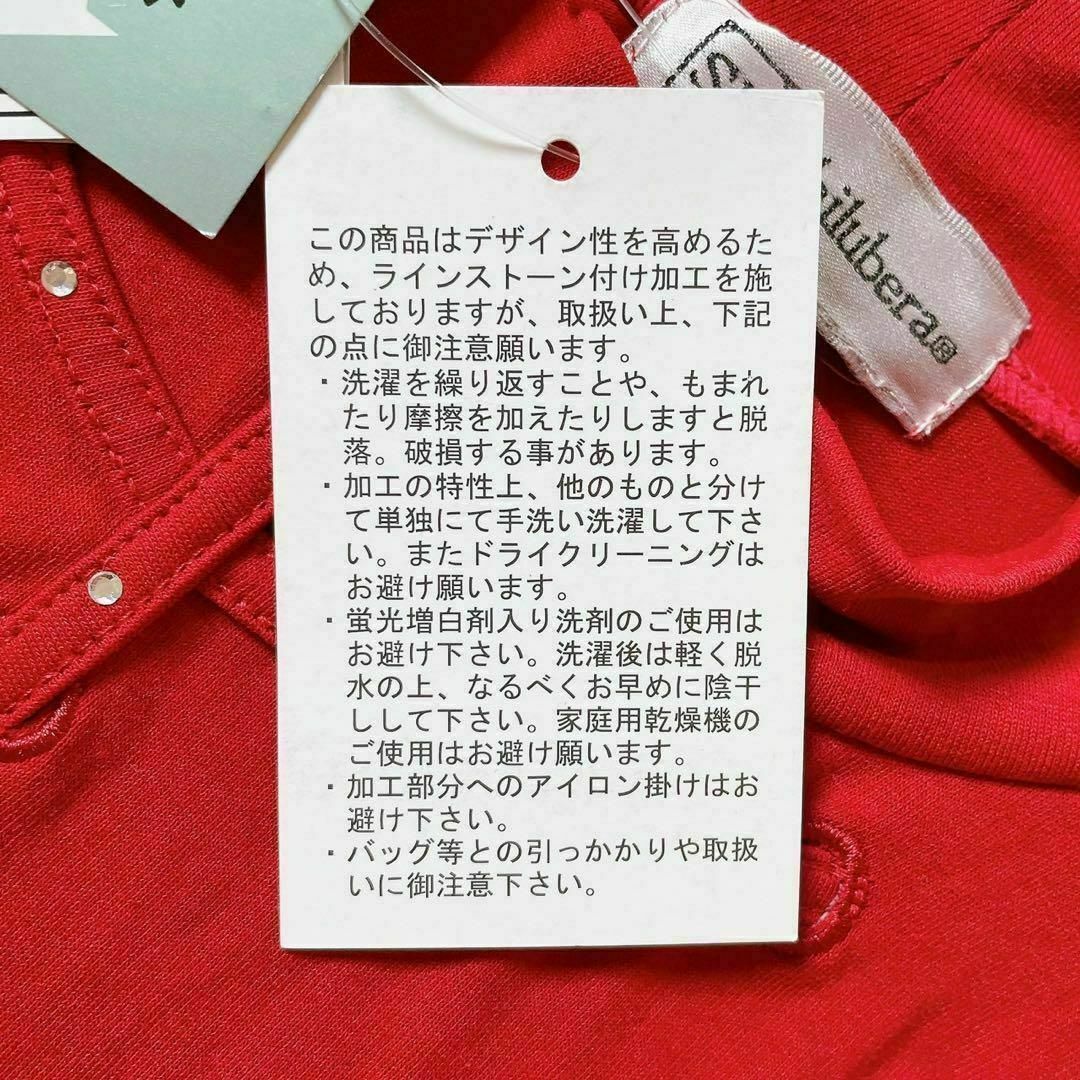 この商品はデザイン性を高めるた
め、ラインストーン付け加工を施
しておりますが、取扱い上、下記
の点に御注意願います。
・洗濯を繰り返すことや、もまれ
たり摩擦を加えたりしますと脱
落。破損する事があります。
・加工の特性上、他のものと分け
て単独にて手洗い洗濯して下さ
い。またドライクリーニングは
お避け願います。
・蛍光増白剤入り洗剤のご使用は
お避け下さい。洗濯後は軽く脱
水の上、なるべくお早めに陰干
しして下さい。家庭用乾燥機の
ご使用はお避け願います。
・加工部分へのアイロン掛けはお
避け下さい。
・バッグ等との引っかかりや取扱
いに御注意下さい。